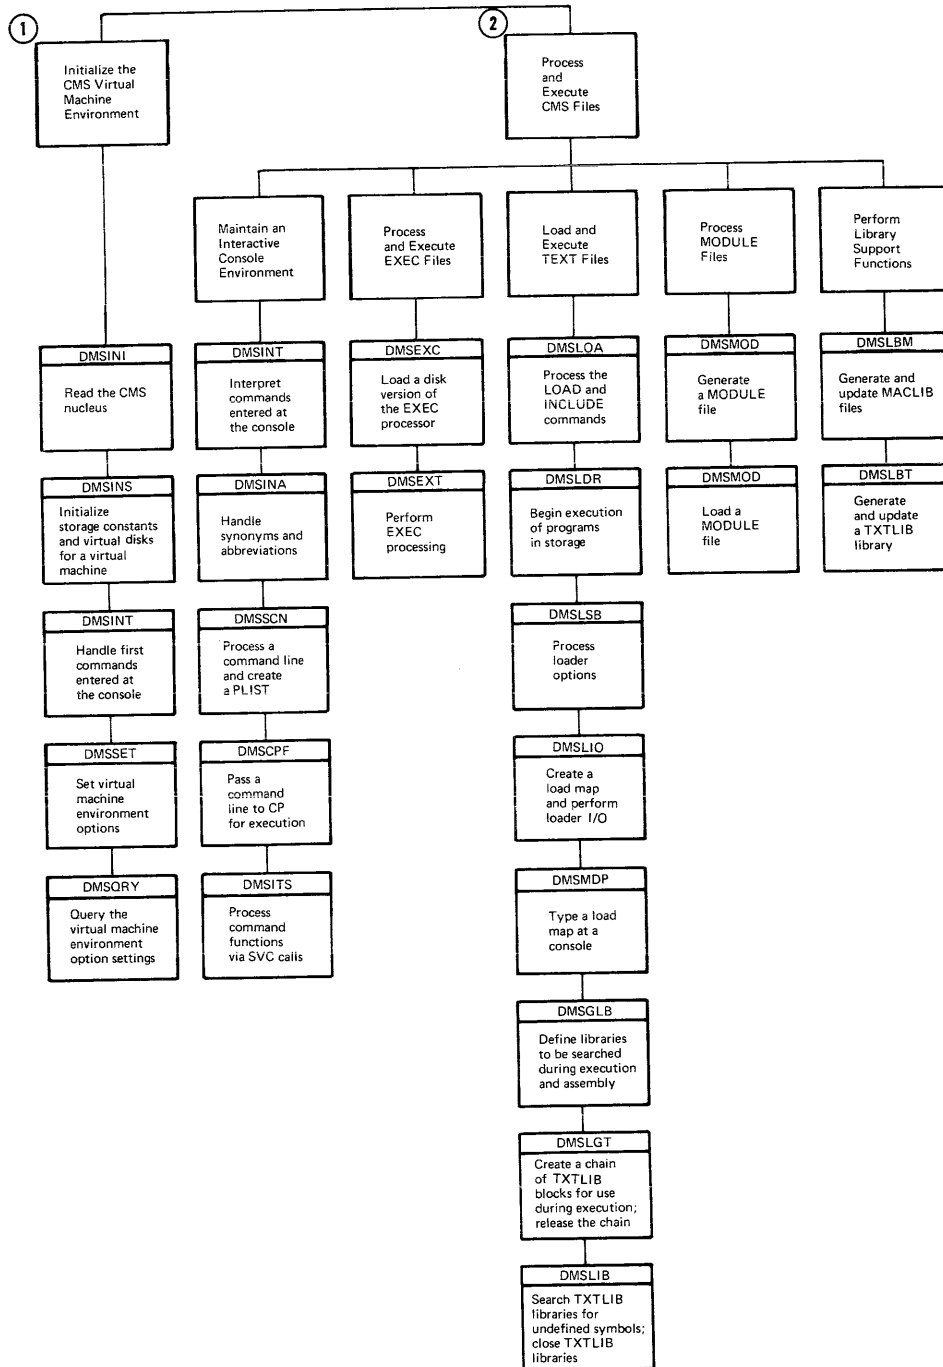 1
Initialize the
CMS Virtual
Machine
Environment
2
Process
and
Execute
CMS Files
Maintain an
Interactive
Console
Environment
Process
and Execute
EXEC Files
Load and
Execute
TEXT Files
Process
MODULE
Files
Perform
Library
Support
Functions
DMSINI
Read the CMS
nucleus
DMSINS
Initialize
storage constants
and virtual disks
for a virtual
machine
DMSINT
Handle first
commands
entered at
the console
DMSSET
Set virtual
machine
environment
options
DMSQRY
Query the
virtual machine
environment
option settings
DMSINT
Interpret
commands
entered at
the console
DMSINA
Handle
synonyms and
abbreviations
DMSSCN
Process a
command line
and create
a PLIST
DMSCPF
Pass a
command
line to CP
for execution
DMSITS
Process
command
functions
via SVC calls
DMSEXC
Load a disk
version of
the EXEC
processor
DMSEXT
Perform
EXEC
processing
DMSLOA
Process the
LOAD and
INCLUDE
commands
DMSLDR
Begin execution
of programs
in storage
DMSLSB
Process
loader
options
DMSLIO
Create a
load map
and perform
loader I/O
DMSMDP
Type a load
map at a
console
DMSGLB
Define libraries
to be searched
during execution
and assembly
DMSLGT
Create a chain
of TXTLIB
blocks for use
during execution;
release the chain
DMSLIB
Search TXTLIB
libraries for
undefined symbols;
close TXTLIB
libraries
DMSMOD
Generate
a MODULE
file
DMSMOD
Load a
MODULE
file
DMSLBM
Generate and
update MACLIB
files
DMSLBT
Generate
and update
a TXTLIB
library